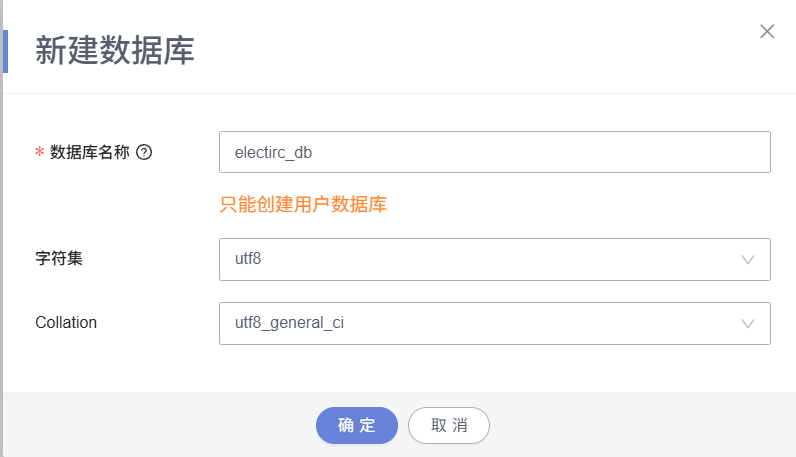 新建数据库
* 数据库名称 ?
electirc_db
只能创建用户数据库
字符集
utf8
Collation
utf8_general_ci
确定 取消